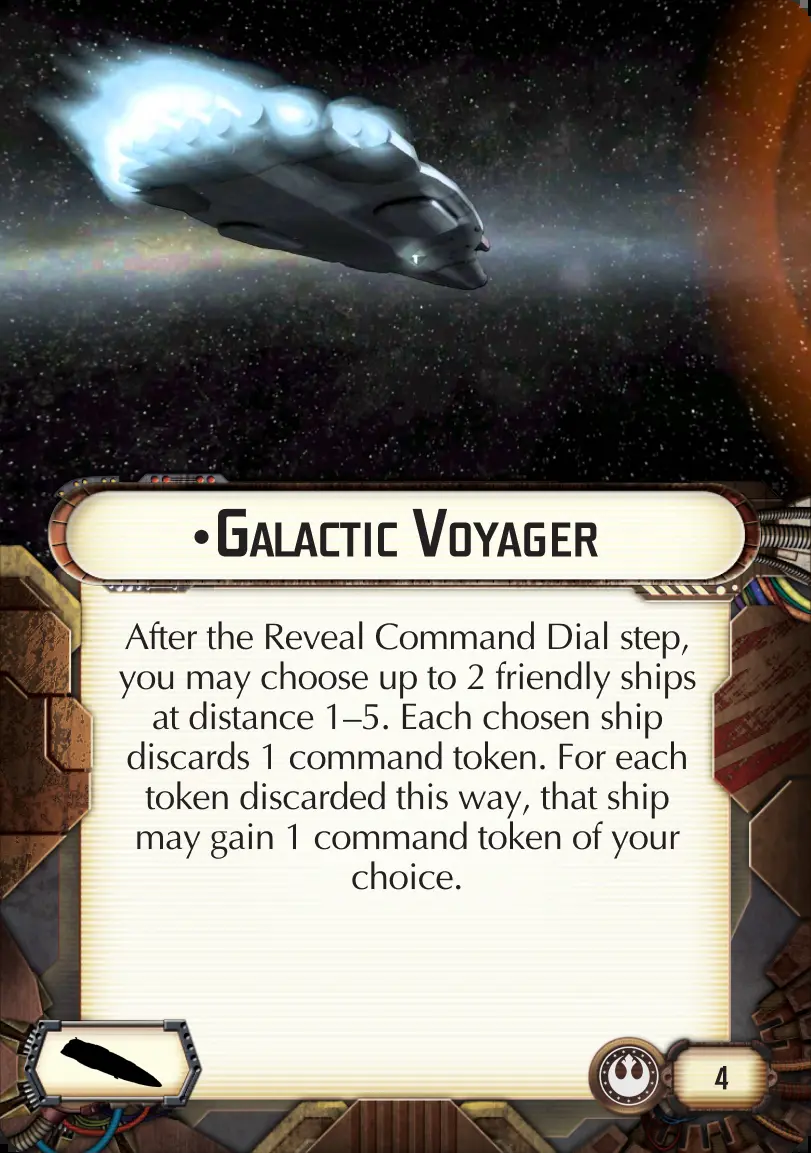 •Galactic Voyager
After the Reveal Command Dial step,
you may choose up to 2 friendly ships
at distance 1–5. Each chosen ship
discards 1 command token. For each
token discarded this way, that ship
may gain 1 command token of your
choice.
4